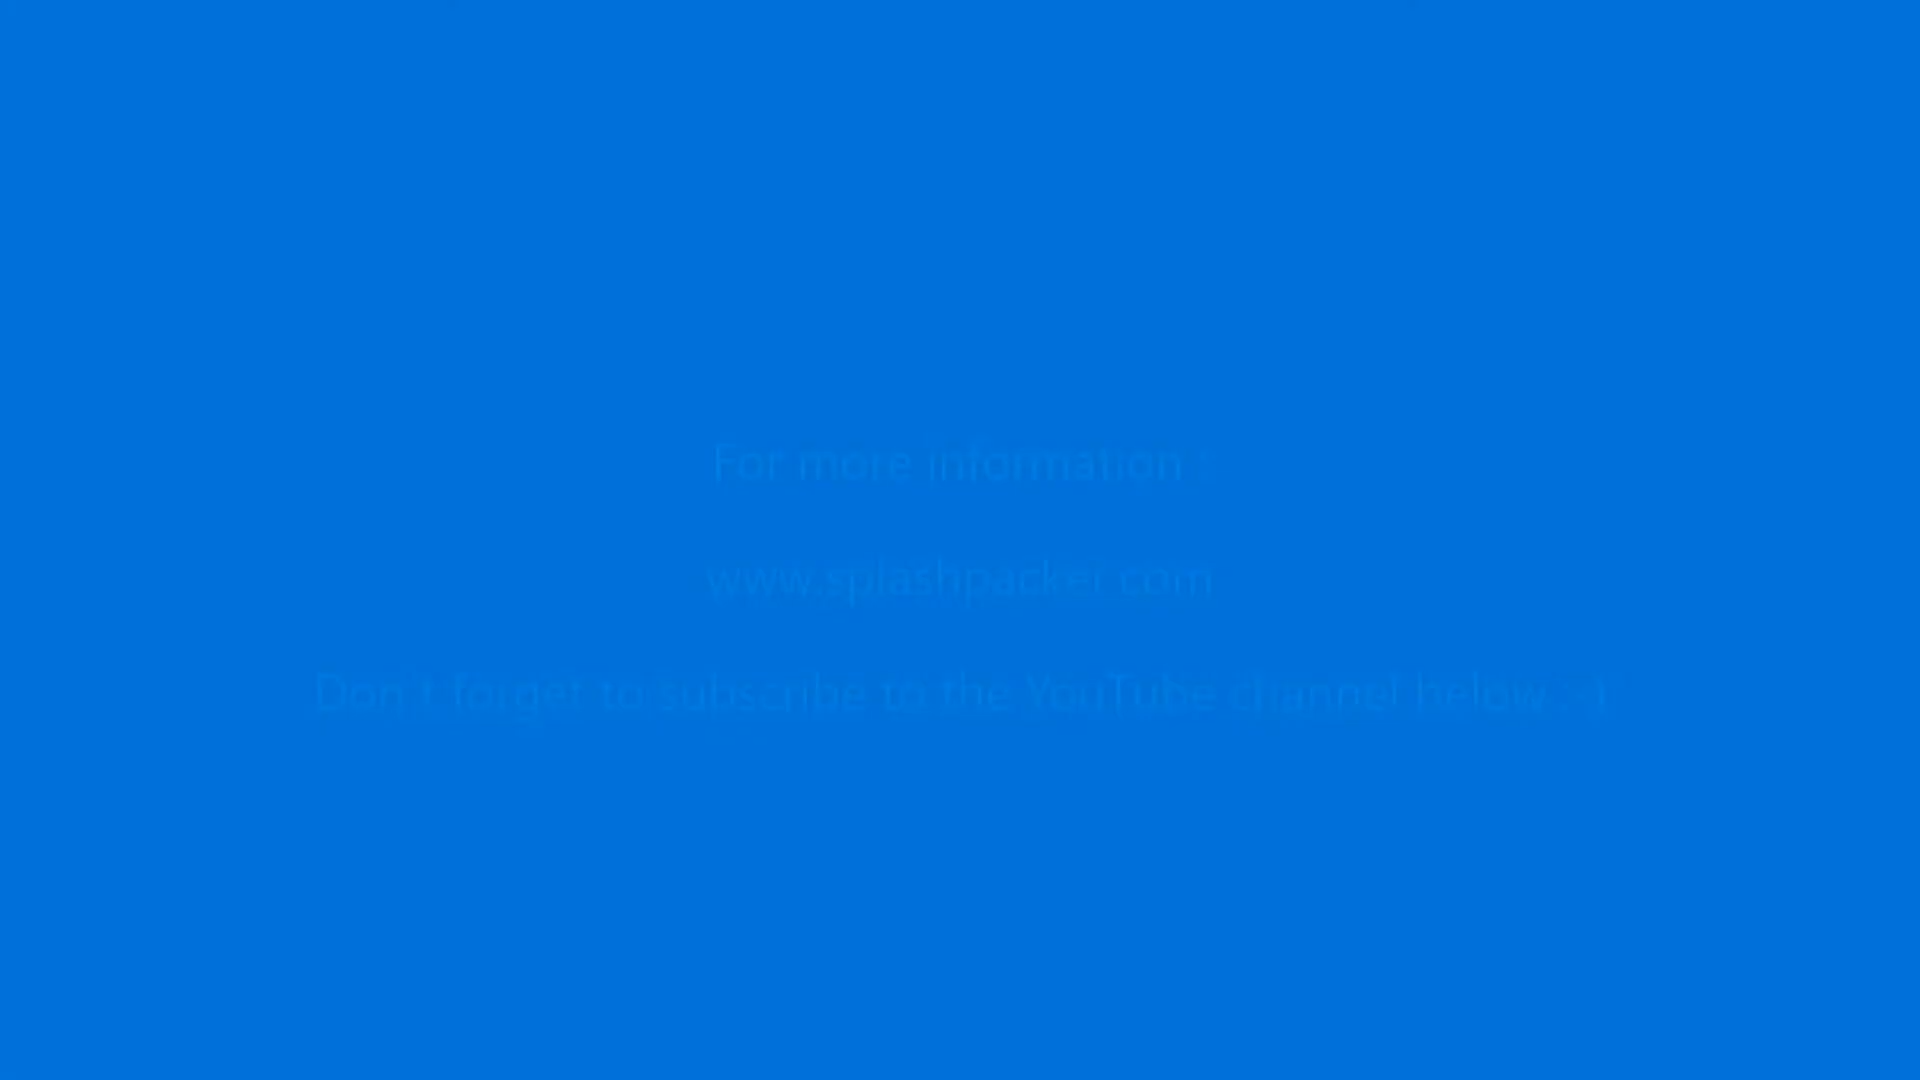 For more information :
www.splashpacker.com
Don't forget to subscribe to the YouTube channel below :-)